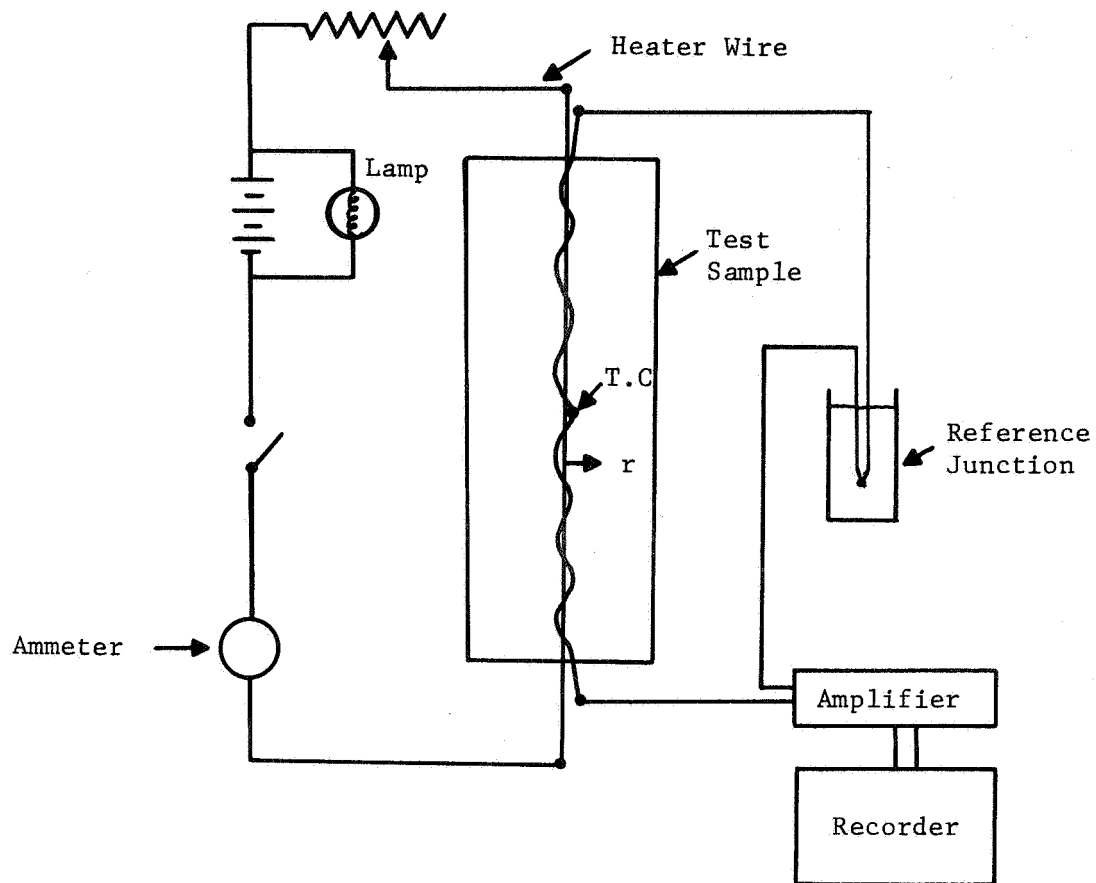 Heater Wire
Lamp
Test
Sample
T.C
r
Reference
Junction
Ammeter
Amplifier
Recorder